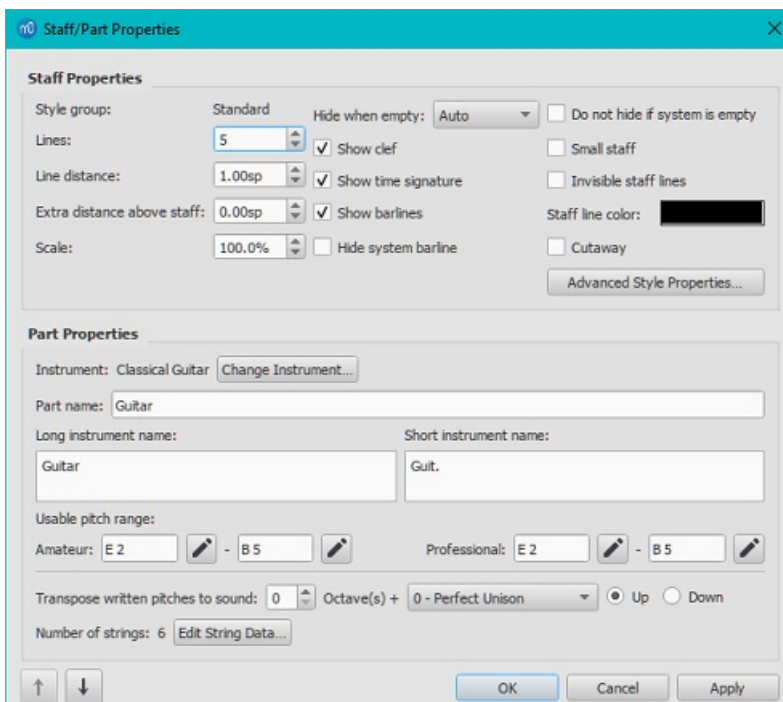 Staff/Part Properties
Staff Properties
Style group: Standard Hide when empty: Auto Do not hide if system is empty
Lines: 5 Show clef Small staff
Line distance: 1.00sp Show time signature Invisible staff lines
Extra distance above staff: 0.00sp Show barlines Staff line color:
Scale: 100.0% Hide system barline Cutaway
Advanced Style Properties...
Part Properties
Instrument: Classical Guitar Change Instrument...
Part name: Guitar
Long instrument name: Short instrument name:
Guitar Guit.
Usable pitch range:
Amateur: E 2 - B 5 Professional: E 2 - B 5
Transpose written pitches to sound: 0 Octave(s) + 0 - Perfect Unison Up Down
Number of strings: 6 Edit String Data...
OK Cancel Apply